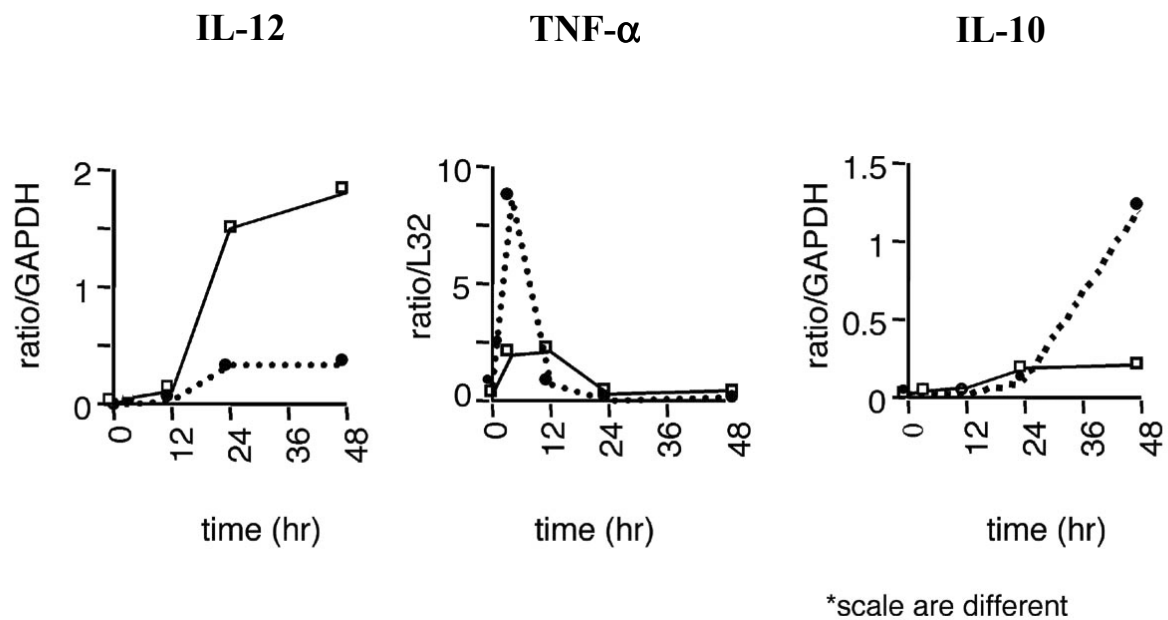 IL-12
TNF-α
IL-10
2
1
0
ratio/GAPDH
0 12 24 36 48
time (hr)
10
5
0
ratio/L32
0 12 24 36 48
time (hr)
1.5
1
0.5
0
ratio/GAPDH
0 12 24 36 48
time (hr)
*scale are different